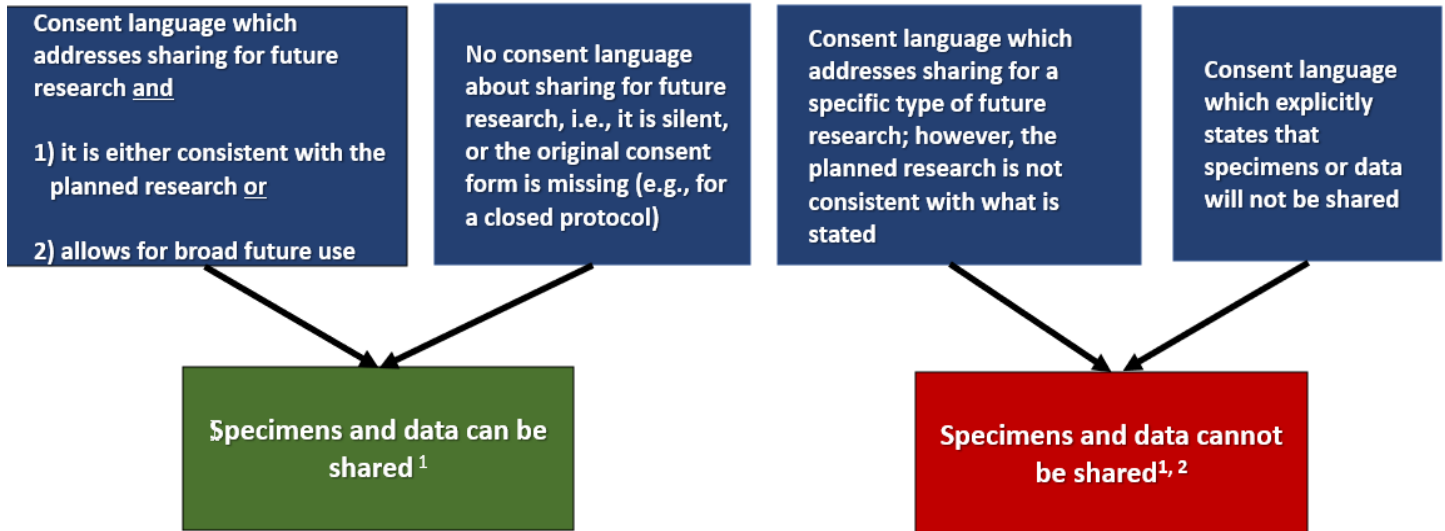 Consent language which
addresses sharing for future
research and
1) it is either consistent with the
planned research or
2) allows for broad future use
No consent language
about sharing for future
research, i.e., it is silent,
or the original consent
form is missing (e.g., for
a closed protocol)
Consent language which
addresses sharing for a
specific type of future
research; however, the
planned research is not
consistent with what is
stated
Consent language
which explicitly
states that
specimens or data
will not be shared
Specimens and data can be
shared 1
Specimens and data cannot
be shared1, 2